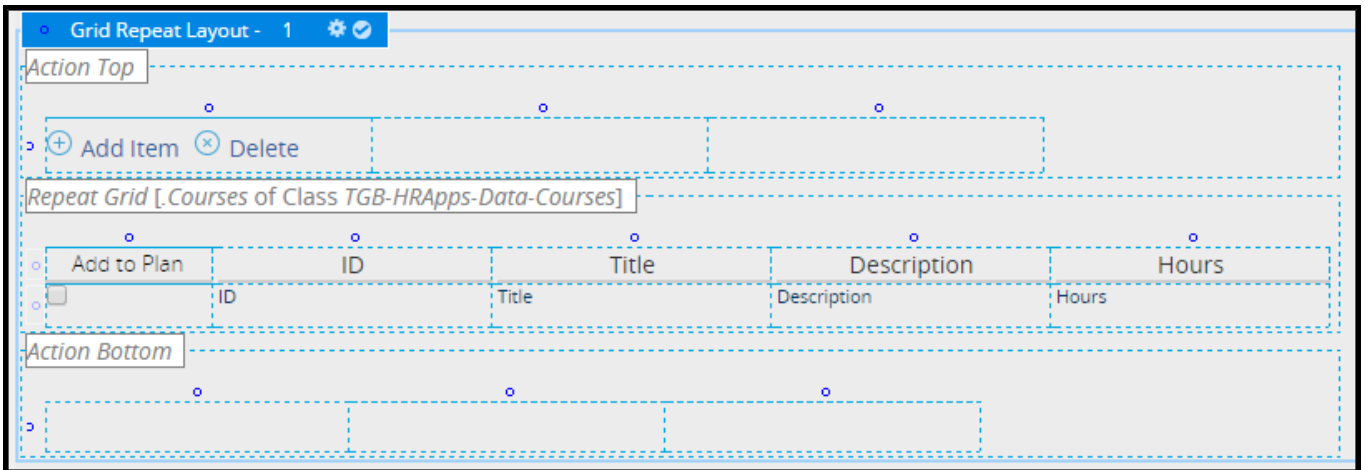 Grid Repeat Layout - 1
Action Top
Add Item Delete
Repeat Grid [.Courses of Class TGB-HRApps-Data-Courses]
Add to Plan ID Title Description Hours
ID Title Description Hours
Action Bottom